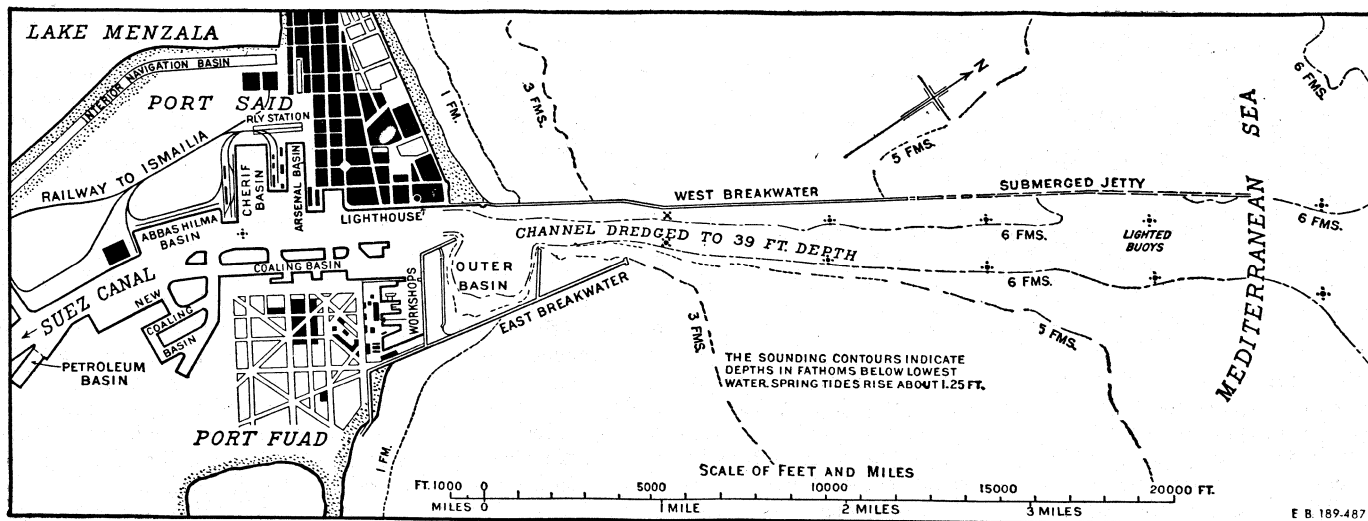 LAKE MENZALA
INTERIOR NAVIGATION BASIN
PORT SAID
RLY STATION
RAILWAY TO ISMAILIA
CHERIF
BASIN
ARSENAL BASIN
ABBAS HILMA
BASIN
LIGHTHOUSE
COALING BASIN
SUEZ CANAL
NEW
COALING
BASIN
PETROLEUM
BASIN
WORKSHOPS
OUTER
BASIN
PORT FUAD
1 FM.
3 FMS.
N
5 FMS.
6 FMS.
WEST BREAKWATER
SUBMERGED JETTY
CHANNEL DREDGED TO 39 FT. DEPTH
6 FMS.
LIGHTED
BUOYS
6 FMS.
6 FMS.
MEDITERRANEAN SEA
EAST BREAKWATER
3 FMS.
5 FMS.
1 FM.
THE SOUNDING CONTOURS INDICATE
DEPTHS IN FATHOMS BELOW LOWEST
WATER. SPRING TIDES RISE ABOUT 1.25 FT.
SCALE OF FEET AND MILES
FT. 1000 0 5000 10000 15000 20000 FT.
MILES 0 1 MILE 2 MILES 3 MILES
E B. 189-487